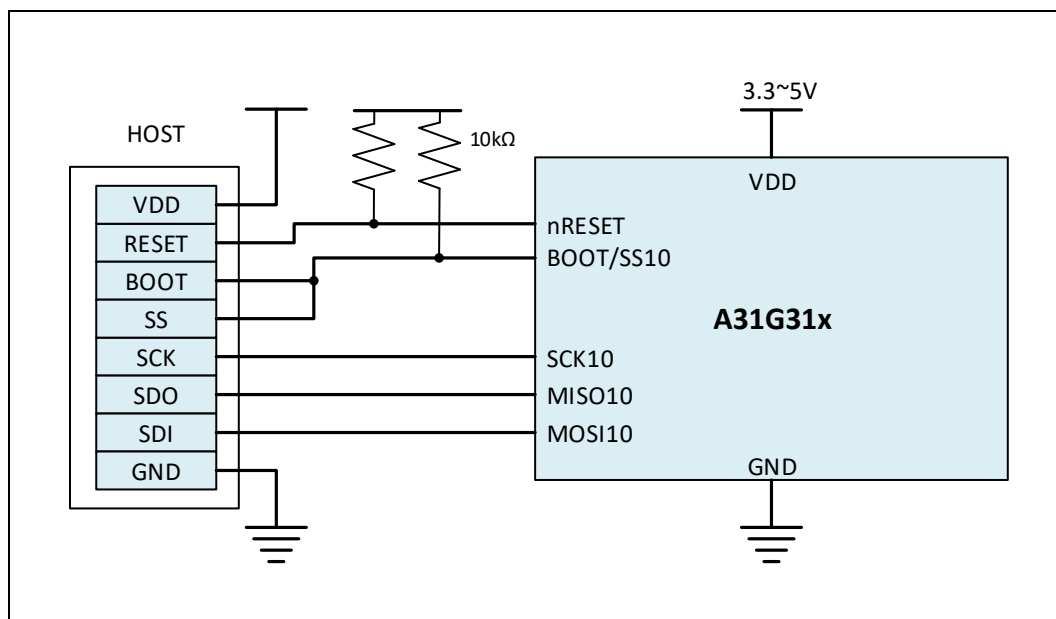 HOST
VDD
RESET
BOOT
SS
SCK
SDO
SDI
GND
10kΩ
3.3~5V
VDD
nRESET
BOOT/SS10
A31G31x
SCK10
MISO10
MOSI10
GND